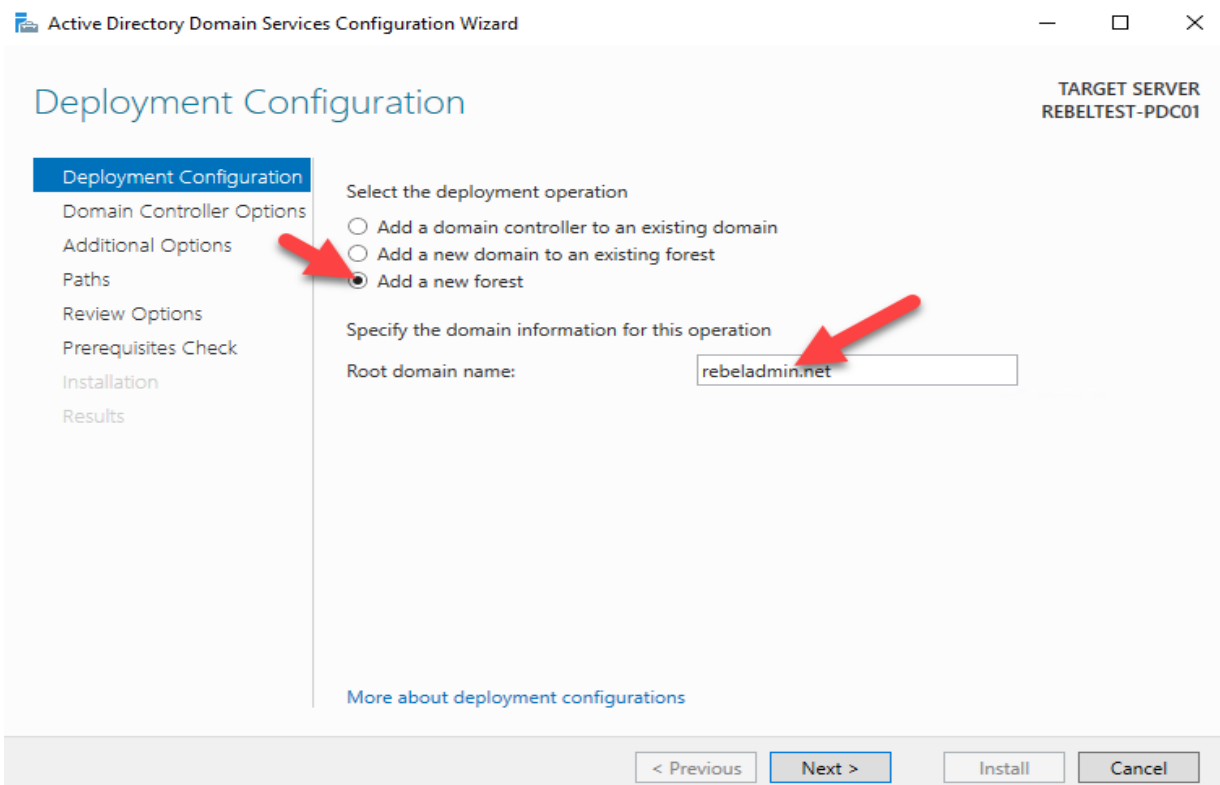 Active Directory Domain Services Configuration Wizard
Deployment Configuration
TARGET SERVER
REBELTEST-PDC01
Deployment Configuration
Domain Controller Options
Additional Options
Paths
Review Options
Prerequisites Check
Installation
Results
Select the deployment operation
Add a domain controller to an existing domain
Add a new domain to an existing forest
Add a new forest
Specify the domain information for this operation
Root domain name:
rebeladmin.net
More about deployment configurations
< Previous
Next >
Install
Cancel